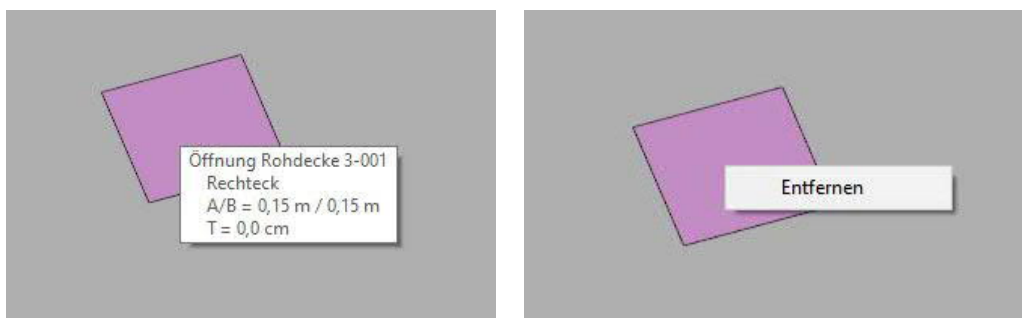 Öffnung Rohdecke 3-001
Rechteck
A/B = 0,15 m / 0,15 m
T = 0,0 cm
Entfernen